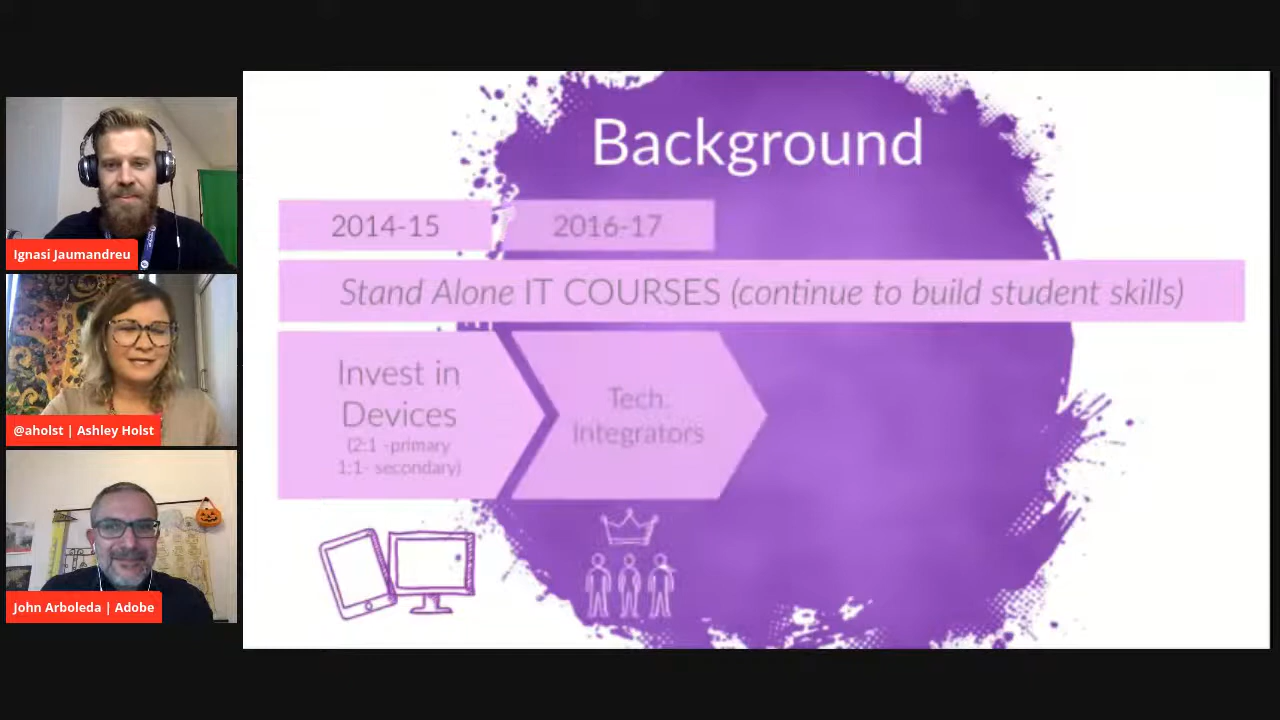 Ignasi Jaumandreu
@aholst | Ashley Holst
John Arboleda | Adobe
Background
2014-15
2016-17
Stand Alone IT COURSES (continue to build student skills)
Invest in
Devices
(2:1 -primary
1:1- secondary)
Tech.
Integrators